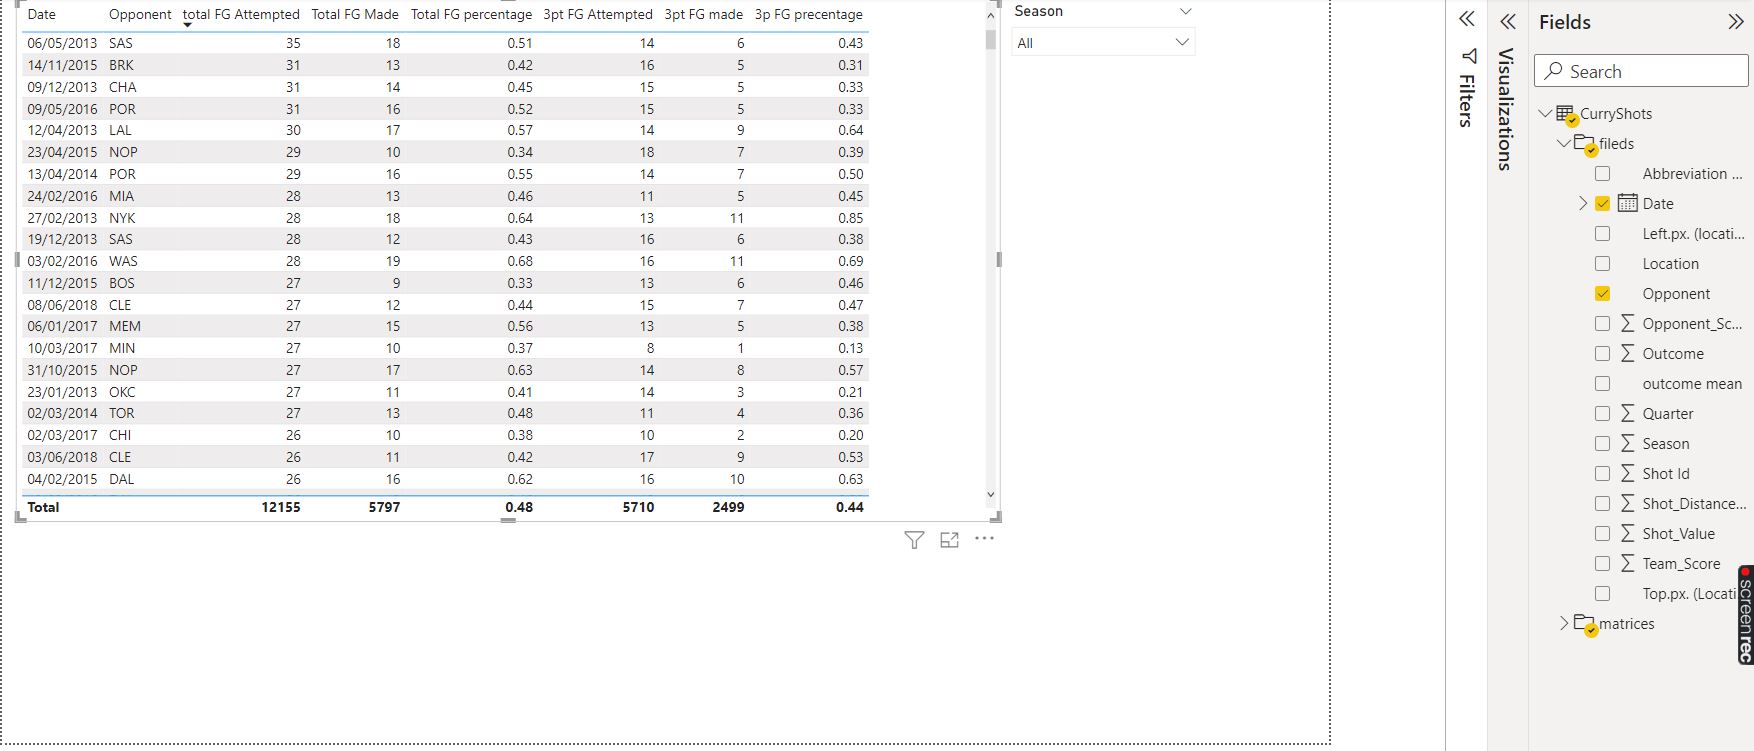 Date Opponent total FG Attempted Total FG Made Total FG percentage 3pt FG Attempted 3pt FG made 3p FG precentage
06/05/2013 SAS 35 18 0.51 14 6 0.43
14/11/2015 BRK 31 13 0.42 16 5 0.31
09/12/2013 CHA 31 14 0.45 15 5 0.33
09/05/2016 POR 31 16 0.52 15 5 0.33
12/04/2013 LAL 30 17 0.57 14 9 0.64
23/04/2015 NOP 29 10 0.34 18 7 0.39
13/04/2014 POR 29 16 0.55 14 7 0.50
24/02/2016 MIA 28 13 0.46 11 5 0.45
27/02/2013 NYK 28 18 0.64 13 11 0.85
19/12/2013 SAS 28 12 0.43 16 6 0.38
03/02/2016 WAS 28 19 0.68 16 11 0.69
11/12/2015 BOS 27 9 0.33 13 6 0.46
08/06/2018 CLE 27 12 0.44 15 7 0.47
06/01/2017 MEM 27 15 0.56 13 5 0.38
10/03/2017 MIN 27 10 0.37 8 1 0.13
31/10/2015 NOP 27 17 0.63 14 8 0.57
23/01/2013 OKC 27 11 0.41 14 3 0.21
02/03/2014 TOR 27 13 0.48 11 4 0.36
02/03/2017 CHI 26 10 0.38 10 2 0.20
03/06/2018 CLE 26 11 0.42 17 9 0.53
04/02/2015 DAL 26 16 0.62 16 10 0.63
Total 12155 5797 0.48 5710 2499 0.44
Season
All
Filters
Visualizations
Fields
Search
CurryShots
fileds
Abbreviation ...
Date
Left.px. (locati...
Location
Opponent
Opponent_Sc...
Outcome
outcome mean
Quarter
Season
Shot Id
Shot_Distance...
Shot_Value
Team_Score
Top.px. (Locati
matrices
screenrec